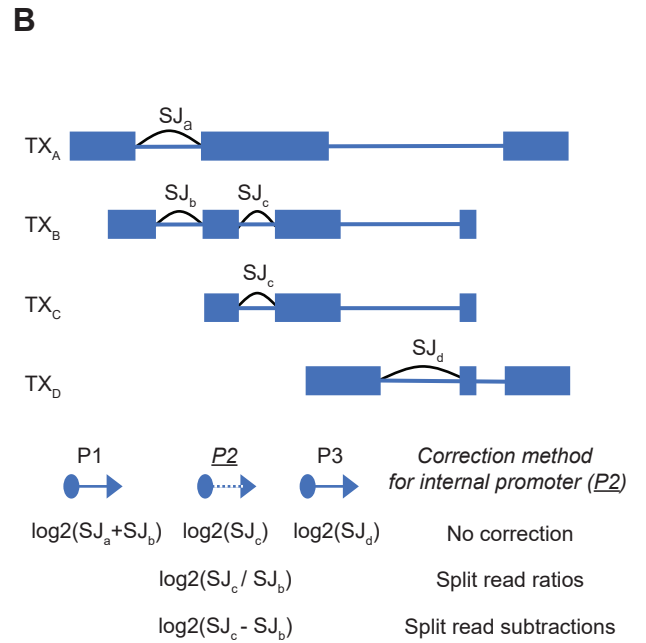 B
SJa
TXA
SJb SJc
TXB
SJc
TXC
SJd
TXD
P1 P2 P3 Correction method
for internal promoter (P2)
log2(SJa+SJb) log2(SJc) log2(SJd) No correction
log2(SJc / SJb) Split read ratios
log2(SJc - SJb) Split read subtractions